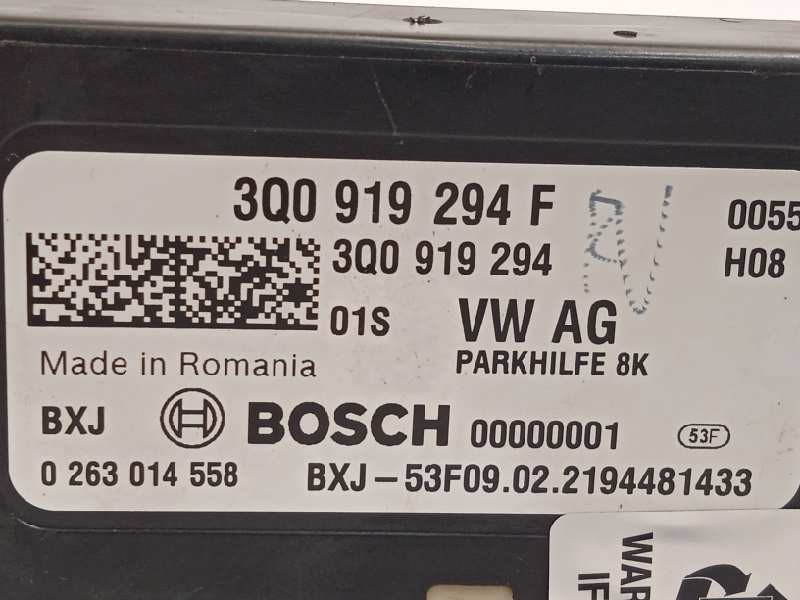 3Q0 919 294 F 0055
3Q0 919 294 H08
01S VW AG
Made in Romania PARKHILFE 8K
BXJ BOSCH 00000001 53F
0 263 014 558 BXJ-53F09.02.2194481433